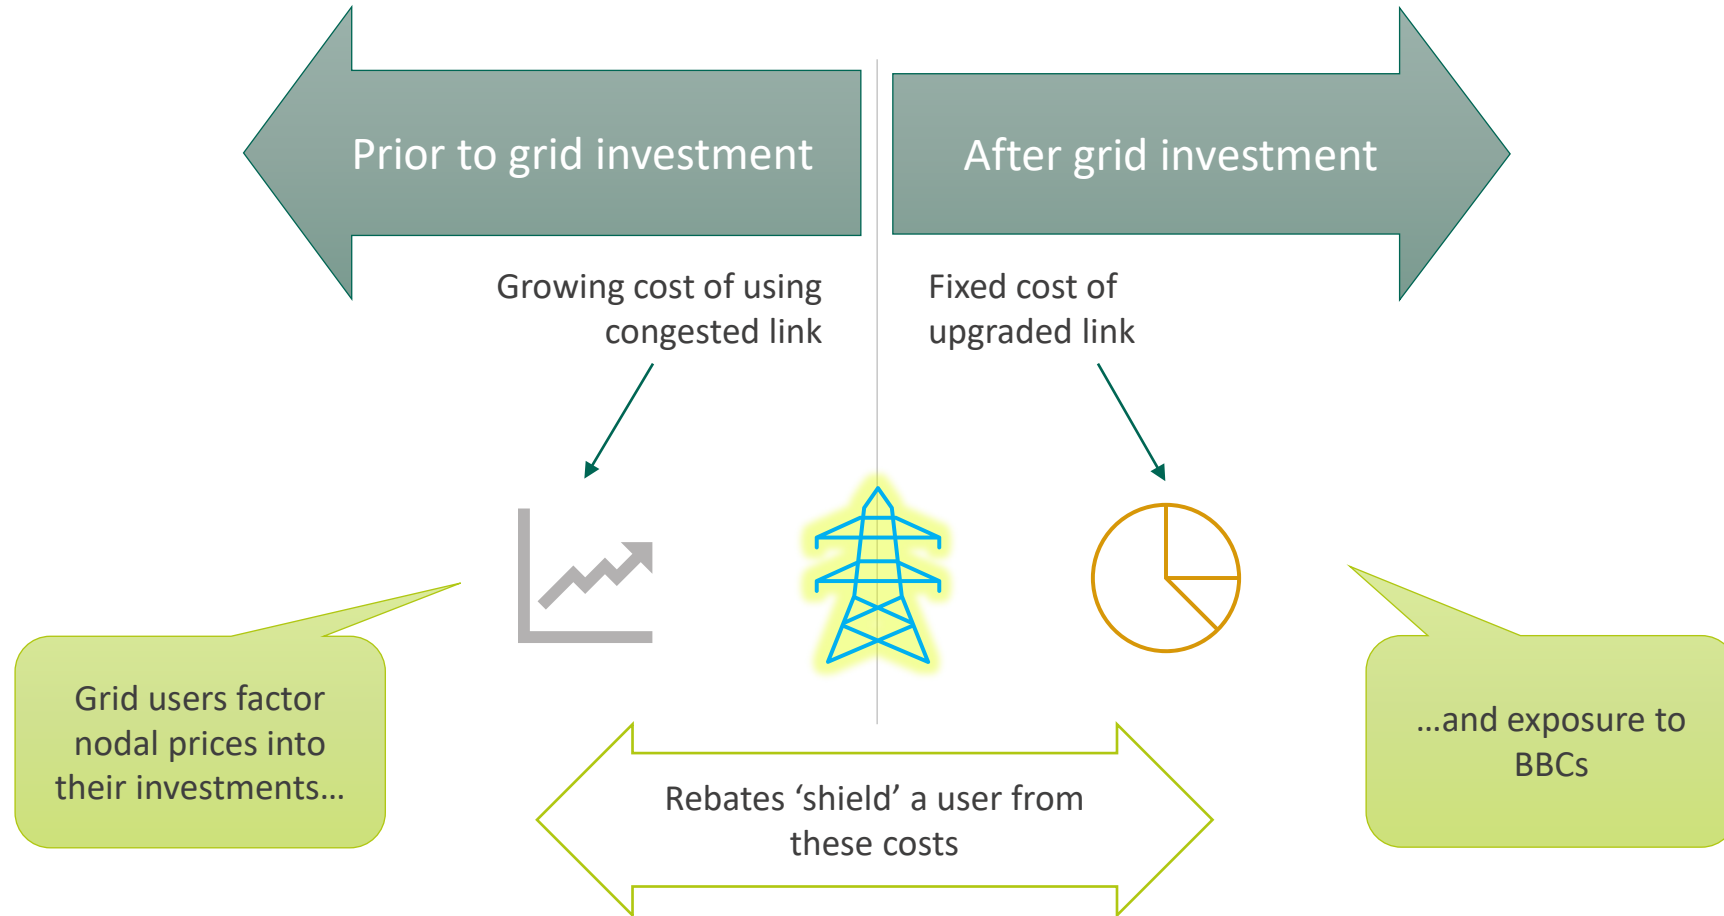 Prior to grid investment
After grid investment
Growing cost of using
congested link
Fixed cost of
upgraded link
Grid users factor
nodal prices into
their investments…
…and exposure to
BBCs
Rebates ‘shield’ a user from
these costs